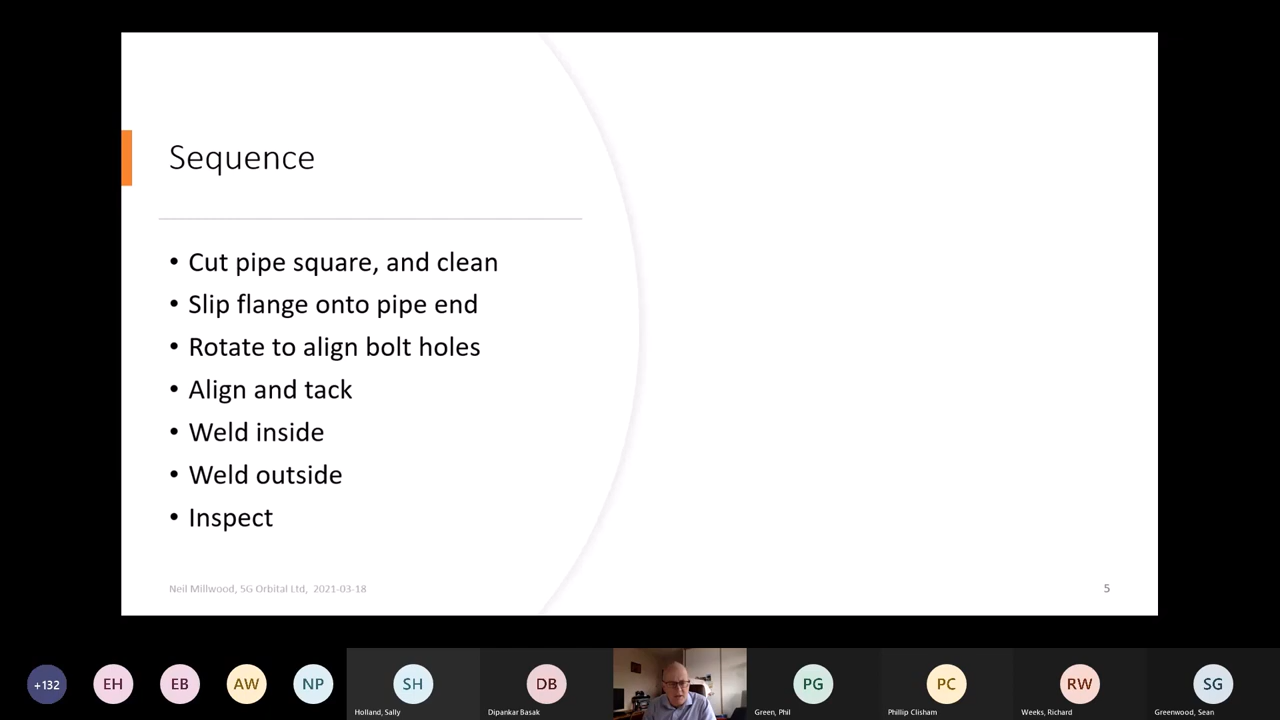 Sequence
• Cut pipe square, and clean
• Slip flange onto pipe end
• Rotate to align bolt holes
• Align and tack
• Weld inside
• Weld outside
• Inspect
Neil Millwood, 5G Orbital Ltd, 2021-03-18
5
+132
EH
EB
AW
NP
SH
Holland, Sally
DB
Dipankar Basak
PG
Green, Phil
PC
Phillip Clisham
RW
Weeks, Richard
SG
Greenwood, Sean